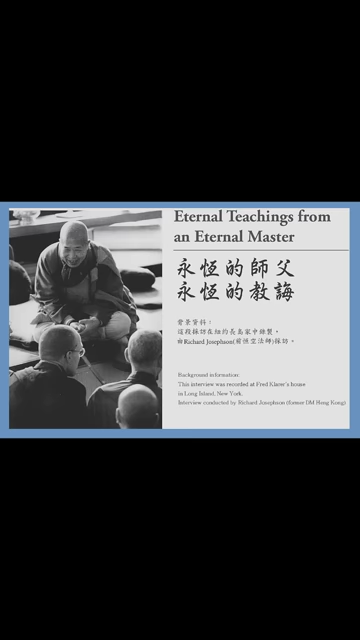 Eternal Teachings from
an Eternal Master
永恆的師父
永恆的教誨
背景資料：
這段採訪在紐約長島家中錄製。
由Richard Josephson(前恆空法師)採訪。
Background information:
This interview was recorded at Fred Klarer's house
in Long Island, New York.
Interview conducted by Richard Josephson (former DM Heng Kong)